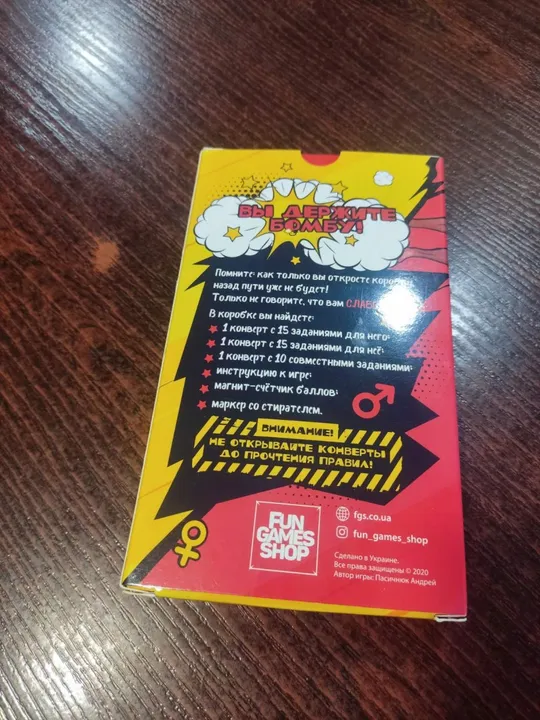 ВЫ ДЕРЖИТЕ
БОМБУ!
Помните: как только вы откроете
назад пути уже не будет!
Только не говорите, что вам
В коробке вы найдете:
1 конверт с 15 заданиями для него;
1 конверт с 15 заданиями для неё;
1 конверт с 10 совместными заданиями;
инструкцию к игре;
магнит-счётчик баллов;
маркер со стирателем.
ВНИМАНИЕ!
НЕ ОТКРЫВАЙТЕ КОНВЕРТЫ
ДО ПРОЧТЕНИЯ ПРАВИЛ!
FUN
GAMES
SHOP
fgs.co.ua
fun_games_shop
Сделано в Украине.
Все права защищены © 2020
Автор игры: Пасичнюк Андрей